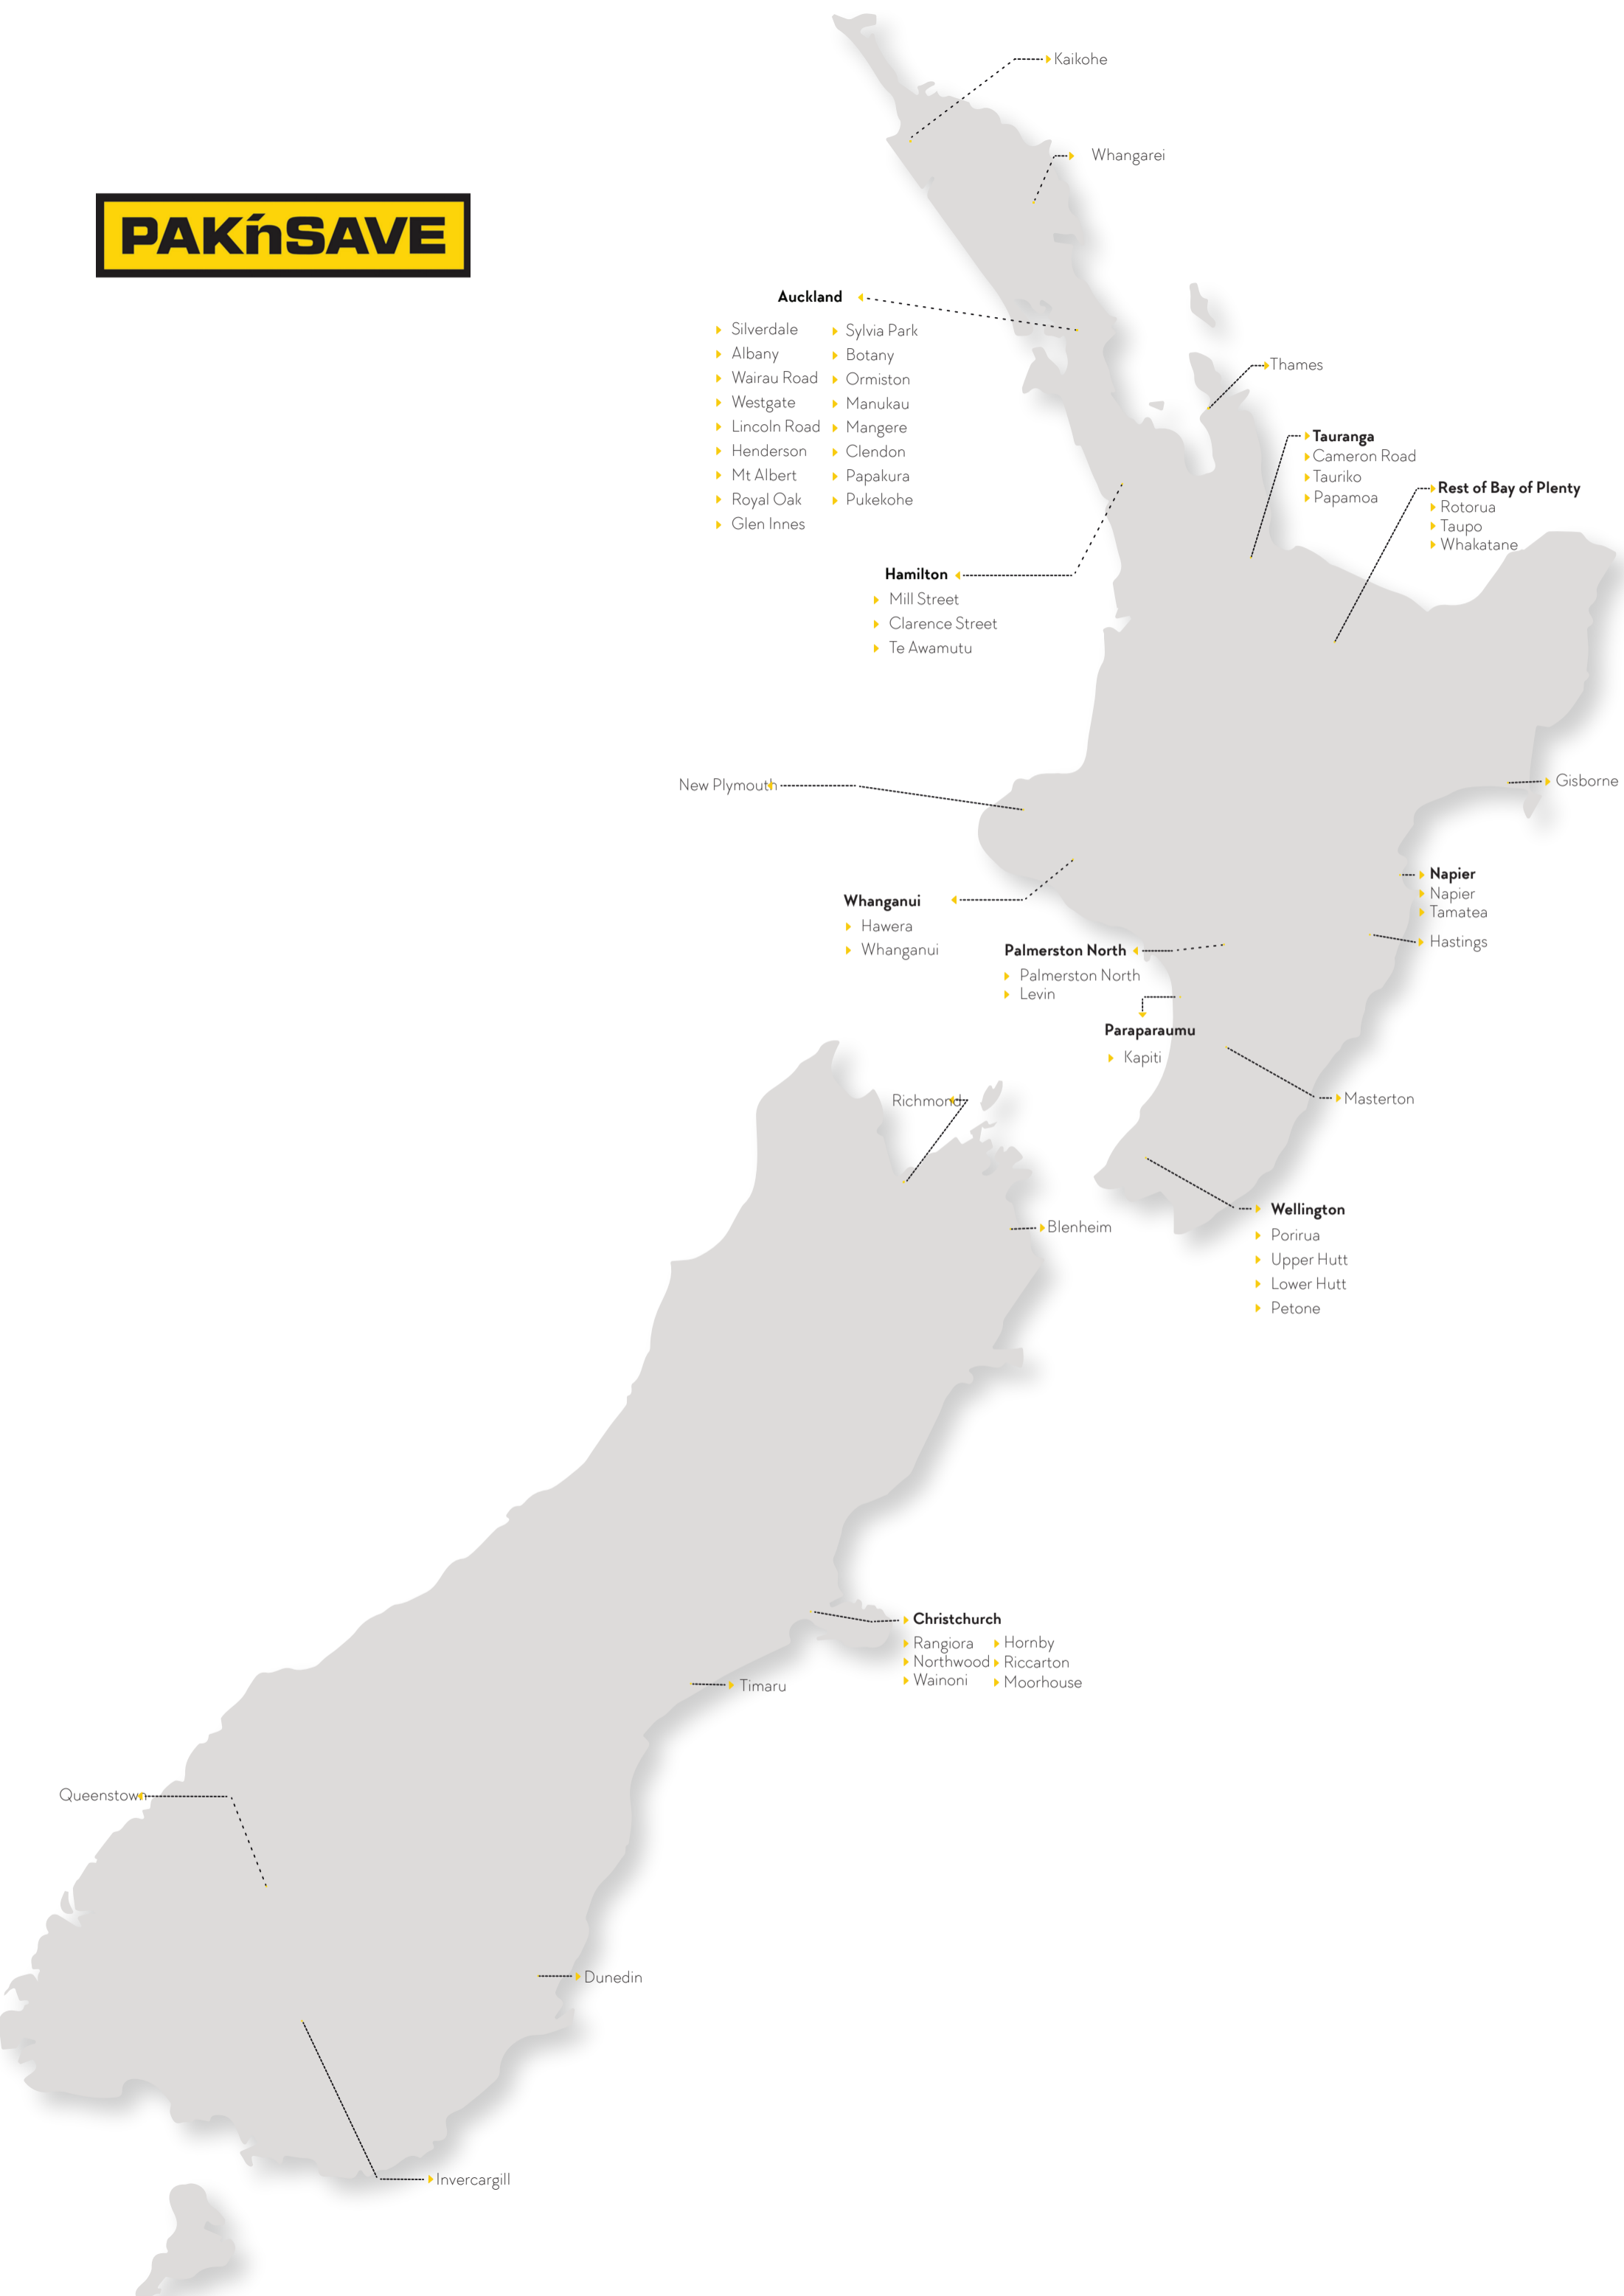 Kaikohe
Whangarei
PAK'nSAVE
Auckland
Silverdale
Albany
Wairau Road
Westgate
Lincoln Road
Henderson
Mt Albert
Royal Oak
Glen Innes
Sylvia Park
Botany
Ormiston
Manukau
Mangere
Clendon
Papakura
Pukekohe
Thames
Tauranga
Cameron Road
Tauriko
Papamoa
Rest of Bay of Plenty
Rotorua
Taupo
Whakatane
Hamilton
Mill Street
Clarence Street
Te Awamutu
New Plymouth
Gisborne
Napier
Napier
Tamatea
Hastings
Whanganui
Hawera
Whanganui
Palmerston North
Palmerston North
Levin
Paraparaumu
Kapiti
Richmond
Masterton
Wellington
Porirua
Upper Hutt
Lower Hutt
Petone
Blenheim
Christchurch
Rangiora
Northwood
Wainoni
Hornby
Riccarton
Moorhouse
Timaru
Queenstown
Dunedin
Invercargill